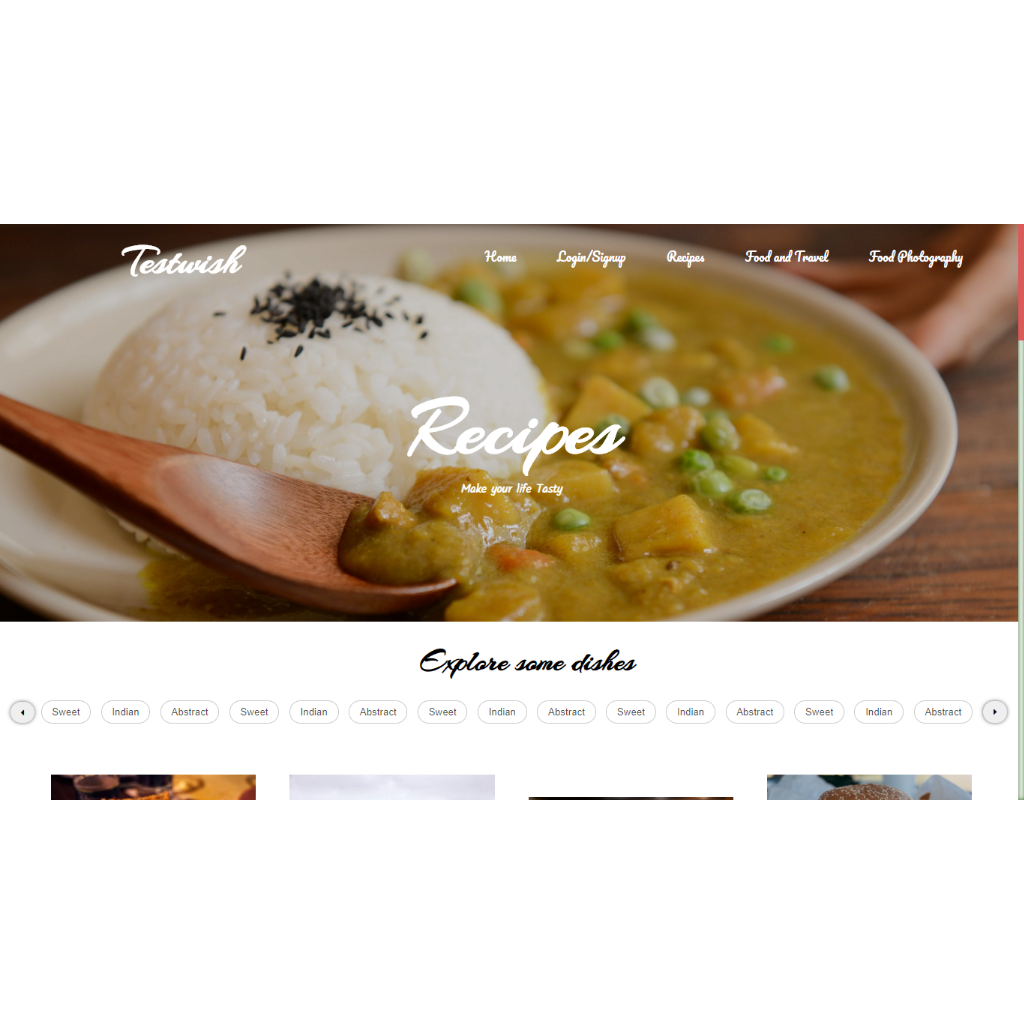 Testwish
Home Login/Signup Recipes Food and Travel Food Photography
Recipes
Make your life Tasty
Explore some dishes
Sweet Indian Abstract Sweet Indian Abstract Sweet Indian Abstract Sweet Indian Abstract Sweet Indian Abstract